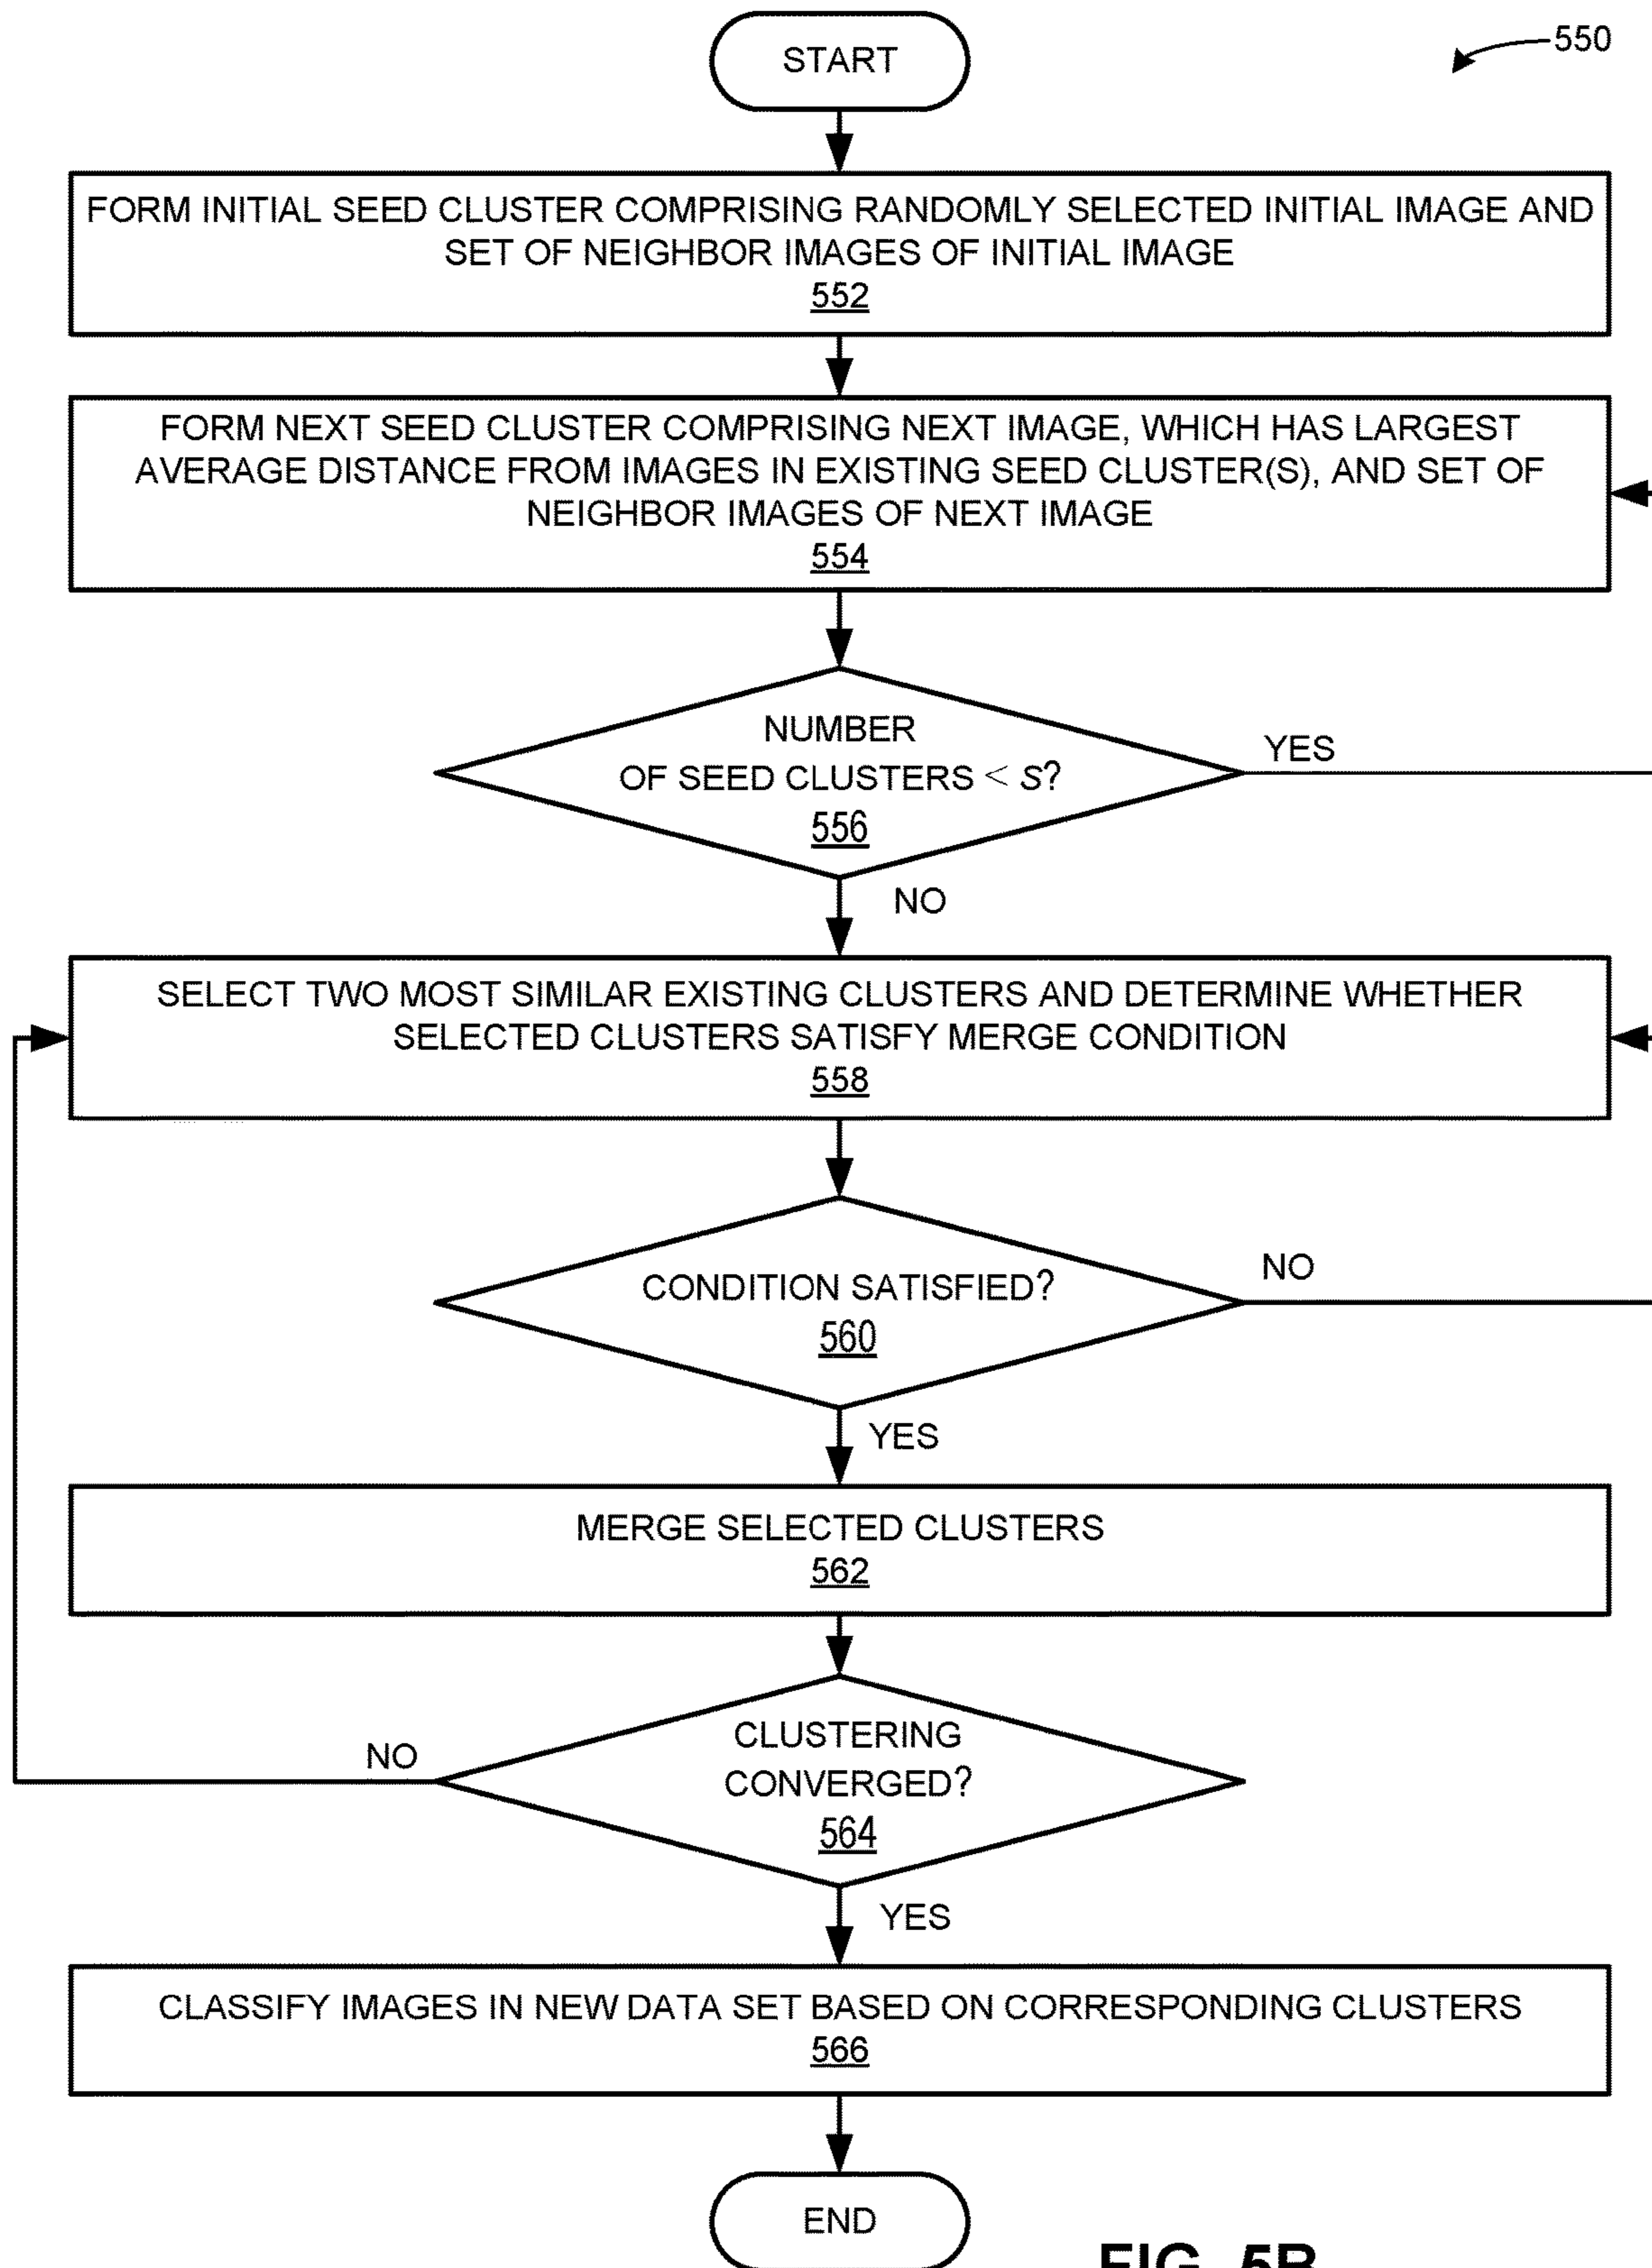 START
550
FORM INITIAL SEED CLUSTER COMPRISING RANDOMLY SELECTED INITIAL IMAGE AND
SET OF NEIGHBOR IMAGES OF INITIAL IMAGE
552
FORM NEXT SEED CLUSTER COMPRISING NEXT IMAGE, WHICH HAS LARGEST
AVERAGE DISTANCE FROM IMAGES IN EXISTING SEED CLUSTER(S), AND SET OF
NEIGHBOR IMAGES OF NEXT IMAGE
554
NUMBER
OF SEED CLUSTERS < S?
556
YES
NO
SELECT TWO MOST SIMILAR EXISTING CLUSTERS AND DETERMINE WHETHER
SELECTED CLUSTERS SATISFY MERGE CONDITION
558
CONDITION SATISFIED?
560
NO
YES
MERGE SELECTED CLUSTERS
562
CLUSTERING
CONVERGED?
564
NO
YES
CLASSIFY IMAGES IN NEW DATA SET BASED ON CORRESPONDING CLUSTERS
566
END
FIG. 5B